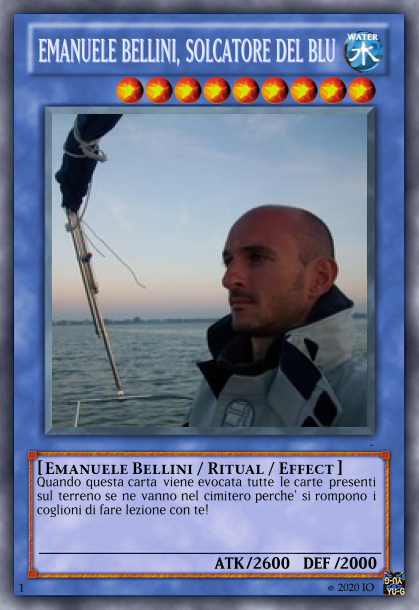 EMANUELE BELLINI, SOLCATORE DEL BLU
WATER
水
[EMANUELE BELLINI / RITUAL / EFFECT]
Quando questa carta viene evocata tutte le carte presenti
sul terreno se ne vanno nel cimitero perche' si rompono i
coglioni di fare lezione con te!
ATK/2600 DEF/2000
1
© 2020 IO